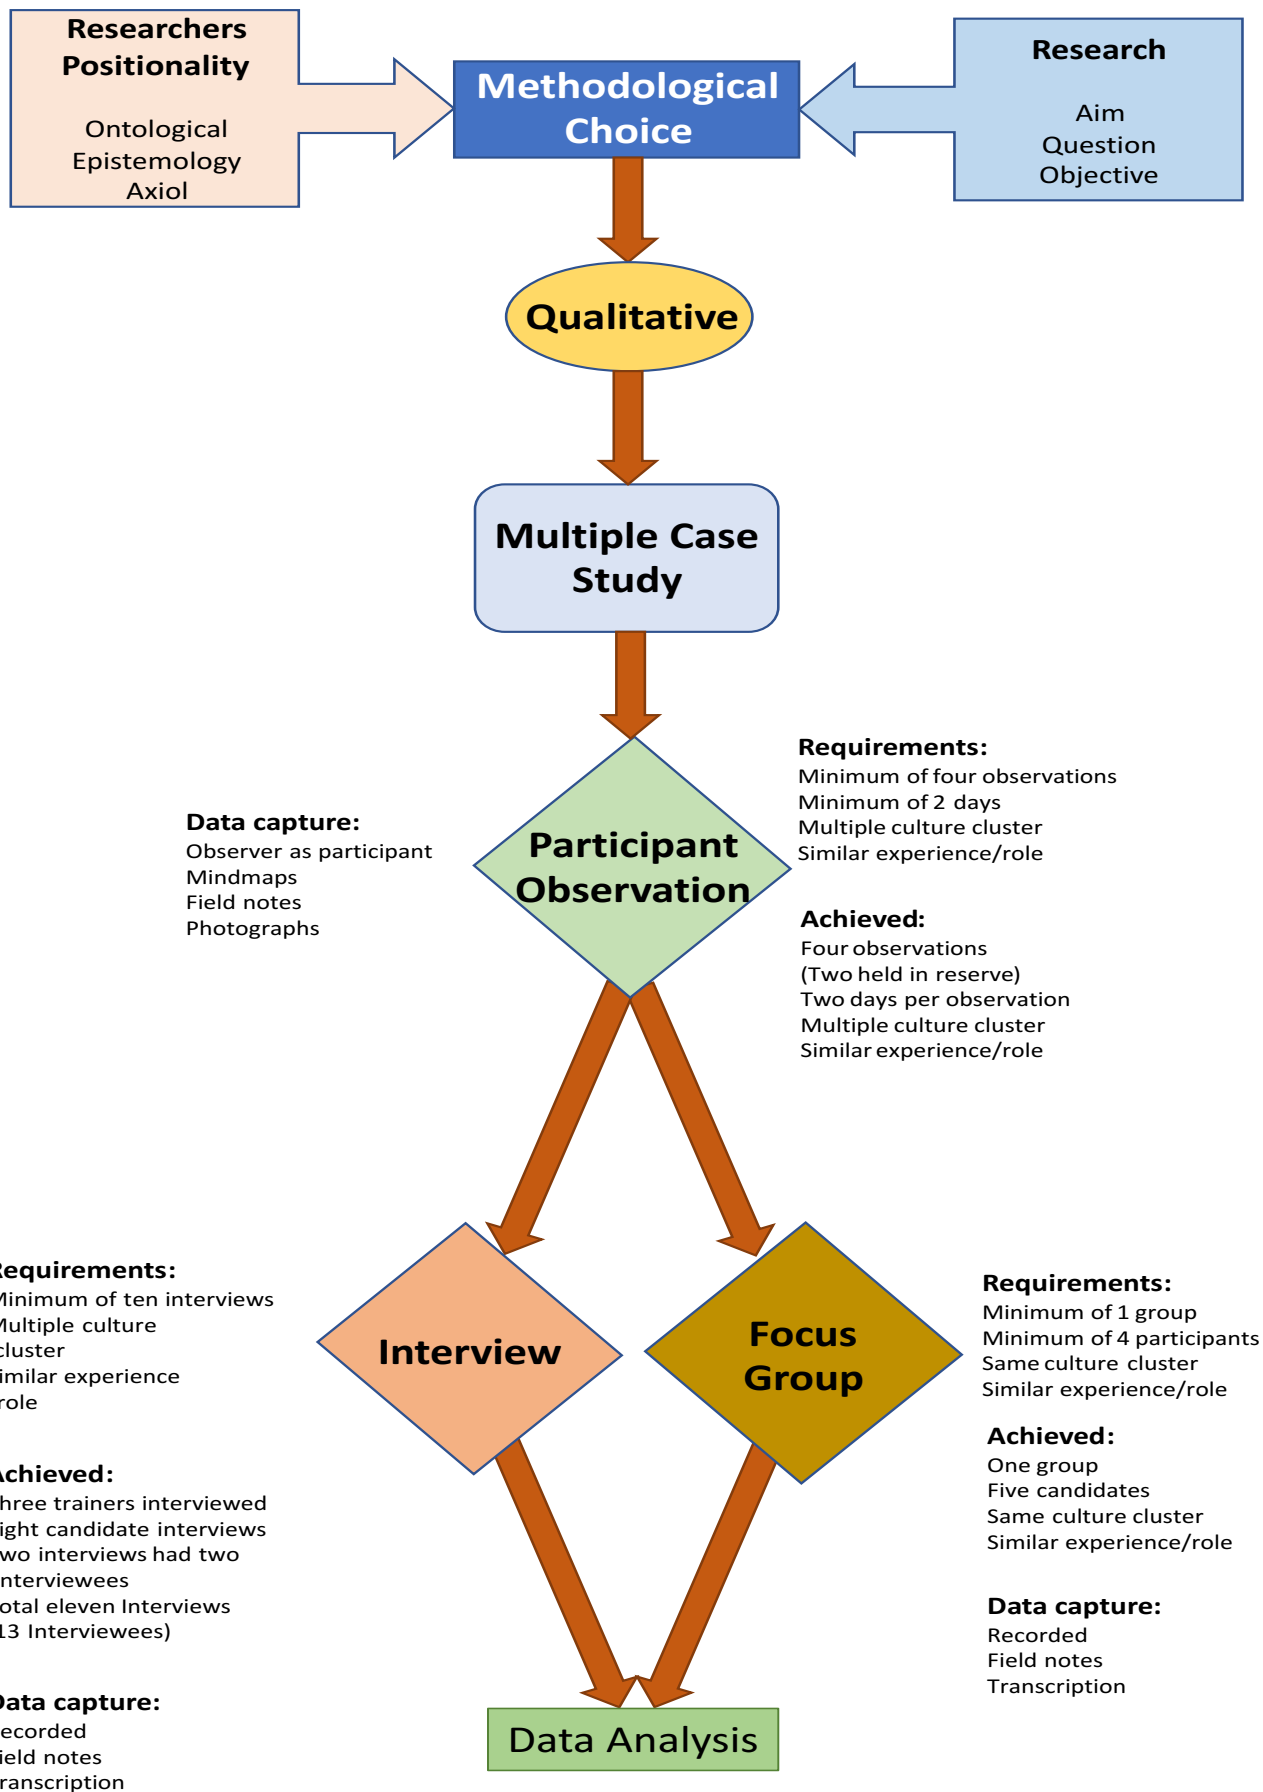 Researchers
Positionality
Ontological
Epistemology
Axiol
Methodological
Choice
Research
Aim
Question
Objective
Qualitative
Multiple Case
Study
Data capture:
Observer as participant
Mindmaps
Field notes
Photographs
Participant
Observation
Requirements:
Minimum of four observations
Minimum of 2 days
Multiple culture cluster
Similar experience/role
Achieved:
Four observations
(Two held in reserve)
Two days per observation
Multiple culture cluster
Similar experience/role
Requirements:
Minimum of ten interviews
Multiple culture
cluster
imilar experience
role
Achieved:
hree trainers interviewed
ight candidate interviews
wo interviews had two
nterviewees
otal eleven Interviews
13 Interviewees)
Data capture:
ecorded
ield notes
ranscription
Interview
Focus
Group
Requirements:
Minimum of 1 group
Minimum of 4 participants
Same culture cluster
Similar experience/role
Achieved:
One group
Five candidates
Same culture cluster
Similar experience/role
Data capture:
Recorded
Field notes
Transcription
Data Analysis